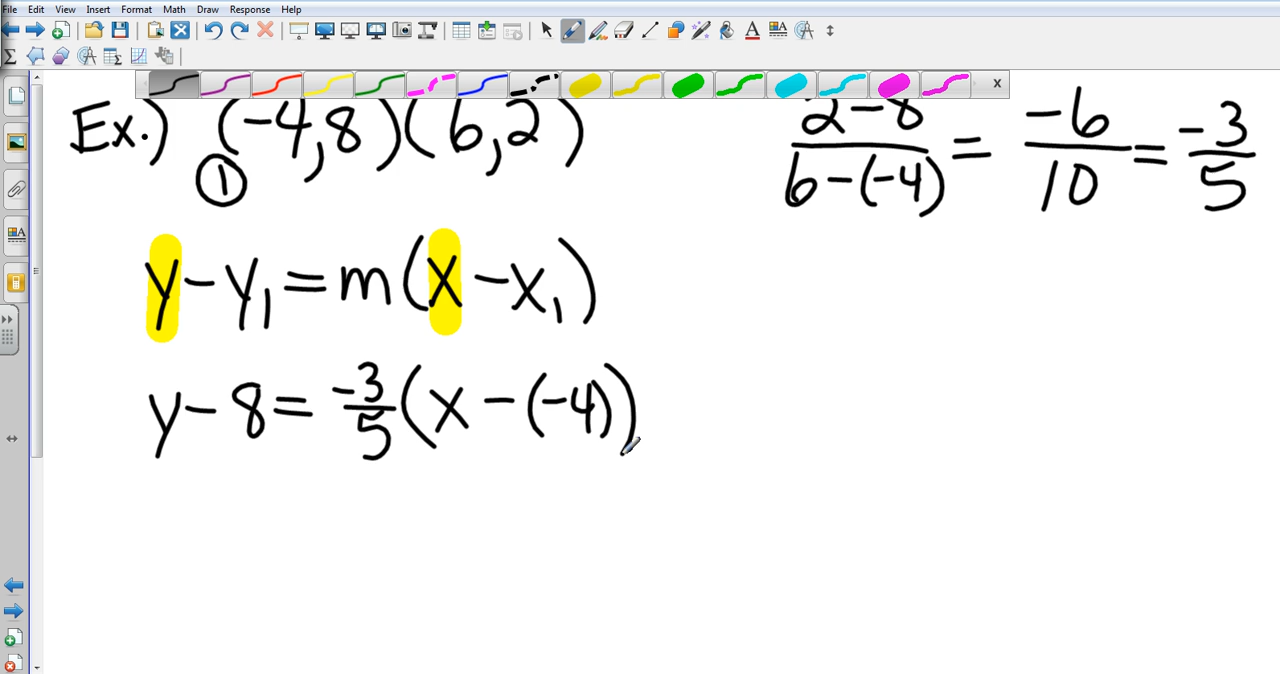 File Edit View Insert Format Math Draw Response Help
Ex.) (-4,8)(6,2)
①
2-8 / 6-(-4) = -6/10 = -3/5
y-y₁=m(x-x₁)
y-8= -3/5 (x-(-4))